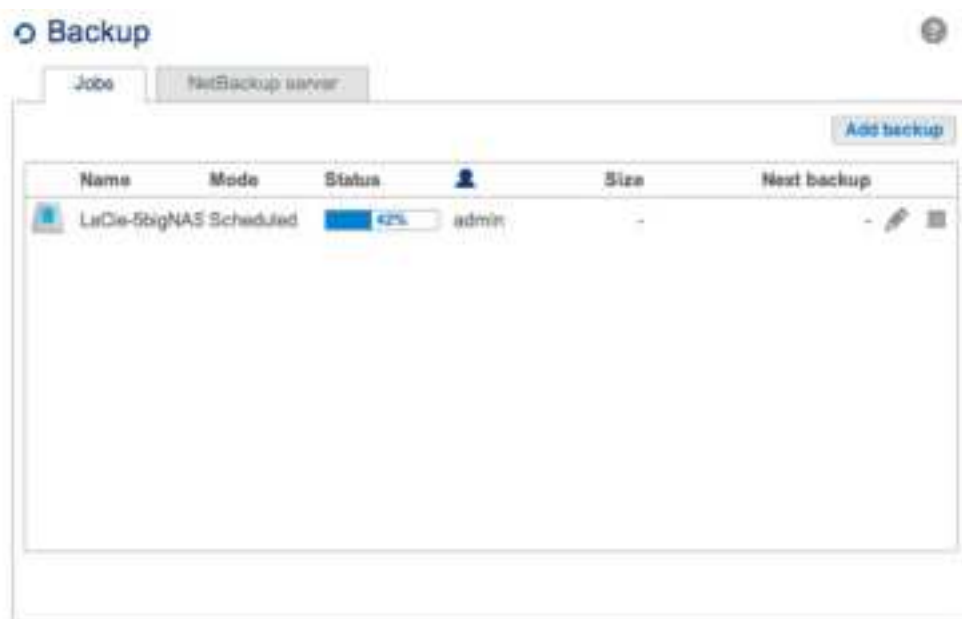 Backup
Jobs NetBackup server
Add backup
Name Mode Status Size Next backup
LaCie-5bigNAS Scheduled 42% admin - -